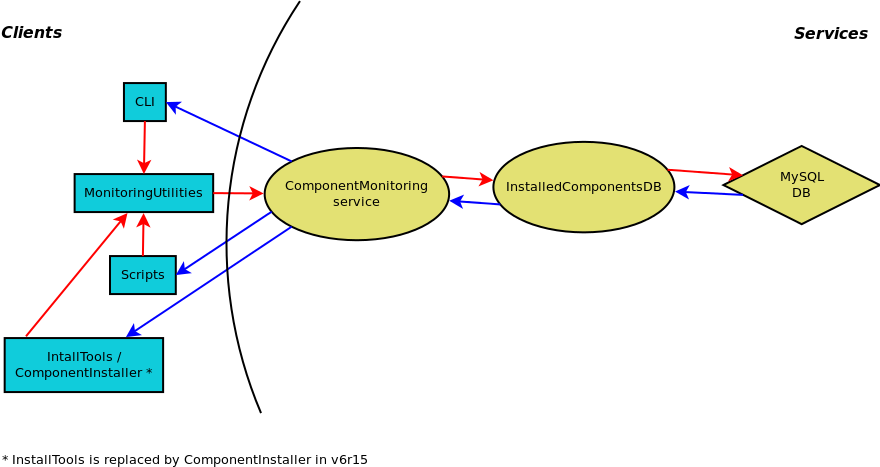 Clients
Services
CLI
MonitoringUtilities
ComponentMonitoring
service
InstalledComponentsDB
MySQL
DB
Scripts
IntallTools /
ComponentInstaller *
* InstallTools is replaced by ComponentInstaller in v6r15